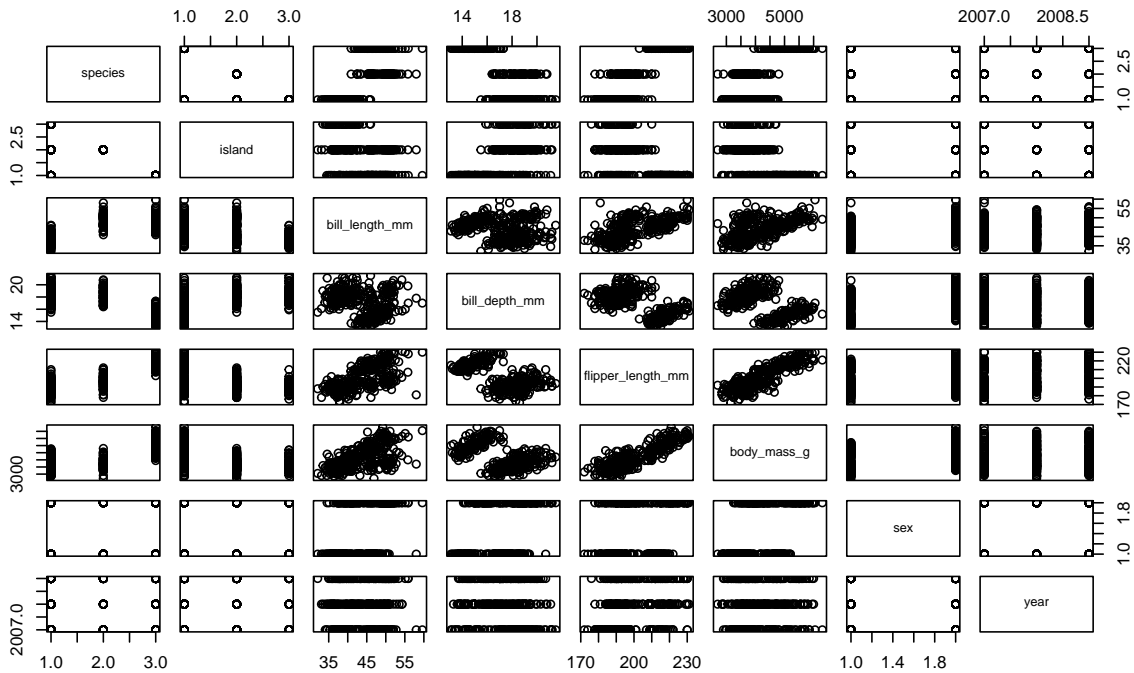 1.0 2.0 3.0 14 18 3000 5000 2007.0 2008.5
species 1.0 2.5
1.0 2.5 island
bill_length_mm 35 55
14 20 bill_depth_mm
flipper_length_mm 170 220
3000 body_mass_g
sex 1.0 1.8
2007.0 year
1.0 2.0 3.0 35 45 55 170 200 230 1.0 1.4 1.8